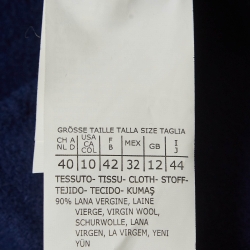 GRÖSSE TAILLE TALLA SIZE TAGLIA
CH A NL D USA CA COL F B MEX GB I J
40 10 42 32 12 44
TESSUTO- TISSU- CLOTH- STOFF-
TEJIDO- TECIDO- KUMAŞ
90% LANA VERGINE, LAINE
VIERGE, VIRGIN WOOL,
SCHURWOLLE, LANA
VIRGEN, LA VIRGEM, YENI
YÜN